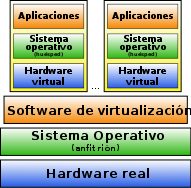 Aplicaciones
Aplicaciones
Sistema
operativo
(huésped)
Sistema
operativo
(huésped)
Hardware
virtual
...
Hardware
virtual
Software de virtualización
Sistema Operativo
(anfitrión)
Hardware real